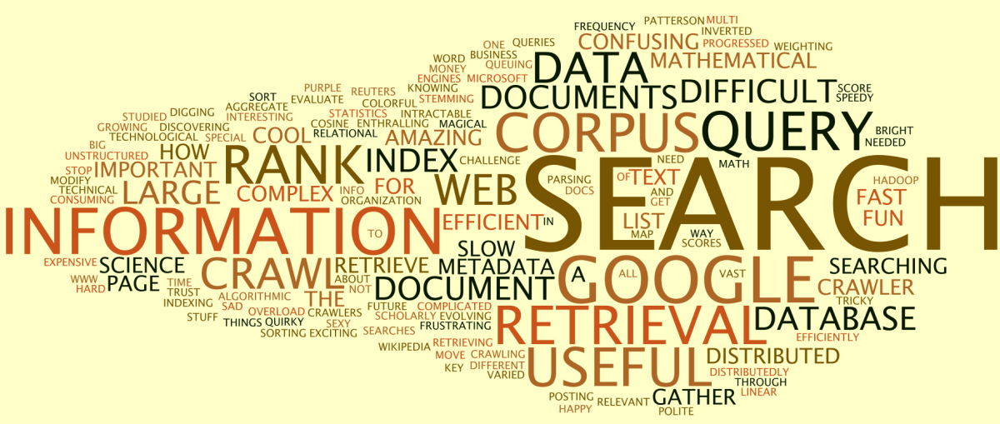 PATTERSON
MULTI
FREQUENCY
INVERTED
ONE
QUERIES
CONFUSING
PROGRESSED
WEIGHTING
WORD
BUSINESS
MONEY
QUEUING
DATA
MATHEMATICAL
ENGINES
MICROSOFT
PURPLE
REUTERS
KNOWING
DOCUMENTS
DIFFICULT
SCORE
SPEEDY
SORT
EVALUATE
COLORFUL
STEMMING
AGGREGATE
INTERESTING
STATISTICS
INTRACTABLE
STUDIED
DIGGING
COSINE
ENTHRALLING
MAGICAL
CORPUS
QUERY
GROWING
DISCOVERING
TECHNOLOGICAL
SPECIAL
COOL
RELATIONAL
AMAZING
BRIGHT
NEEDED
BIG
UNSTRUCTURED
HOW
RANK
INDEX
CHALLENGE
NEED
MATH
SEARCH
STOP
IMPORTANT
MODIFY
TECHNICAL
CONSUMING
LARGE
COMPLEX
INFO
FOR
ORGANIZATION
WEB
PARSING
DOCS
OF
TEXT
AND
GET
HADOOP
FAST
FUN
INFORMATION
TO
EFFICIENT
IN
LIST
MAP
WAY
SCORES
SLOW
EXPENSIVE
SCIENCE
CRAWL
RETRIEVE
METADATA
A
GOOGLE
ALL
VAST
SEARCHING
WWW
HARD
PAGE
TIME
TRUST
INDEXING
ABOUT
NOT
DOCUMENT
CRAWLER
TRICKY
ALGORITHMIC
THE
SAD
OVERLOAD
CRAWLERS
FUTURE
COMPLICATED
SCHOLARLY
EVOLVING
RETRIEVAL
DATABASE
STUFF
THINGS
QUIRKY
SEXY
SEARCHES
FRUSTRATING
SORTING
EXCITING
EFFICIENTLY
WIKIPEDIA
RETRIEVING
MOVE
CRAWLING
USEFUL
DISTRIBUTED
KEY
DIFFERENT
VARIED
DISTRIBUTEDLY
THROUGH
LINEAR
POSTING
HAPPY
RELEVANT
GATHER
POLITE